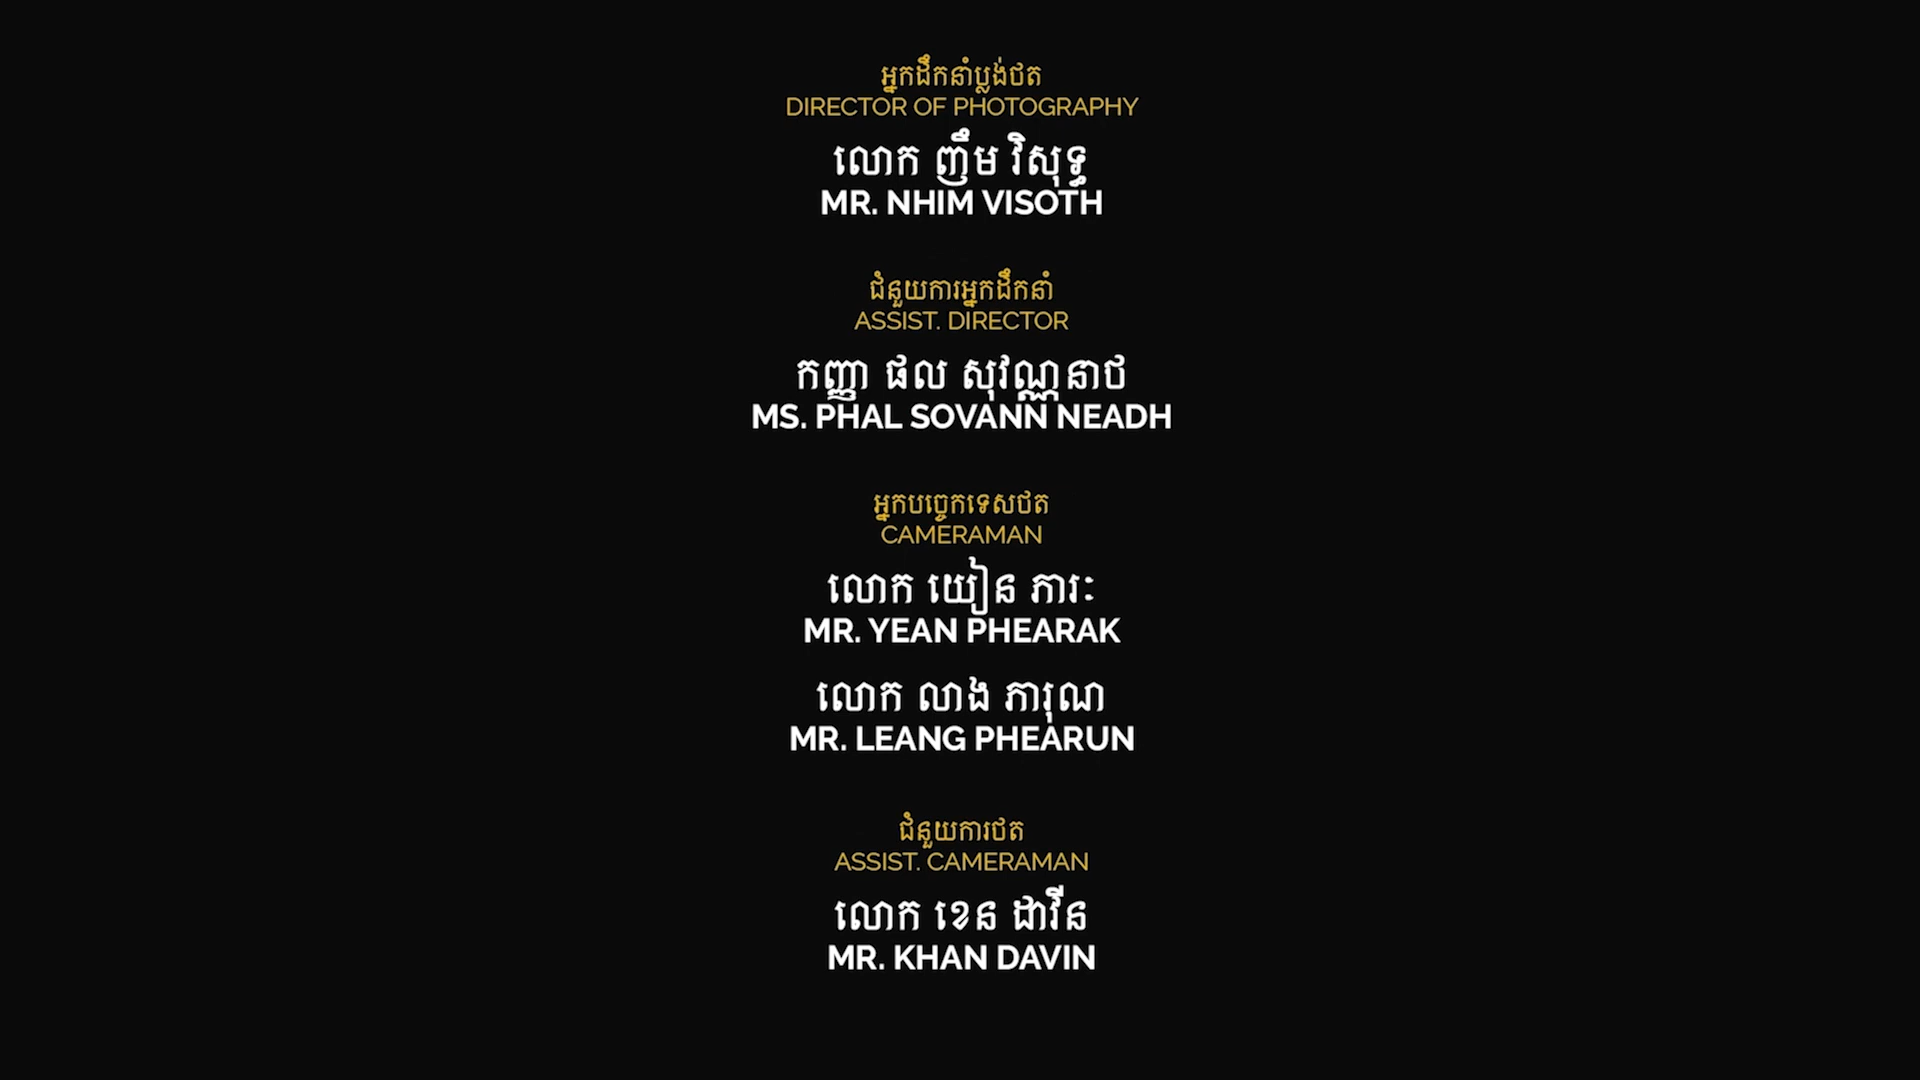 អ្នកដឹកនាំប្លង់ថត
DIRECTOR OF PHOTOGRAPHY
លោក ញឹម វិសុទ្ធ
MR. NHIM VISOTH
ជំនួយការអ្នកដឹកនាំ
ASSIST. DIRECTOR
កញ្ញា ផល សុវណ្ណនាថ
MS. PHAL SOVANN NEADH
អ្នកបច្ចេកទេសថត
CAMERAMAN
លោក យៀន ភារៈ
MR. YEAN PHEARAK
លោក លាង ភារុណ
MR. LEANG PHEARUN
ជំនួយការថត
ASSIST. CAMERAMAN
លោក ខេន ដាវីន
MR. KHAN DAVIN